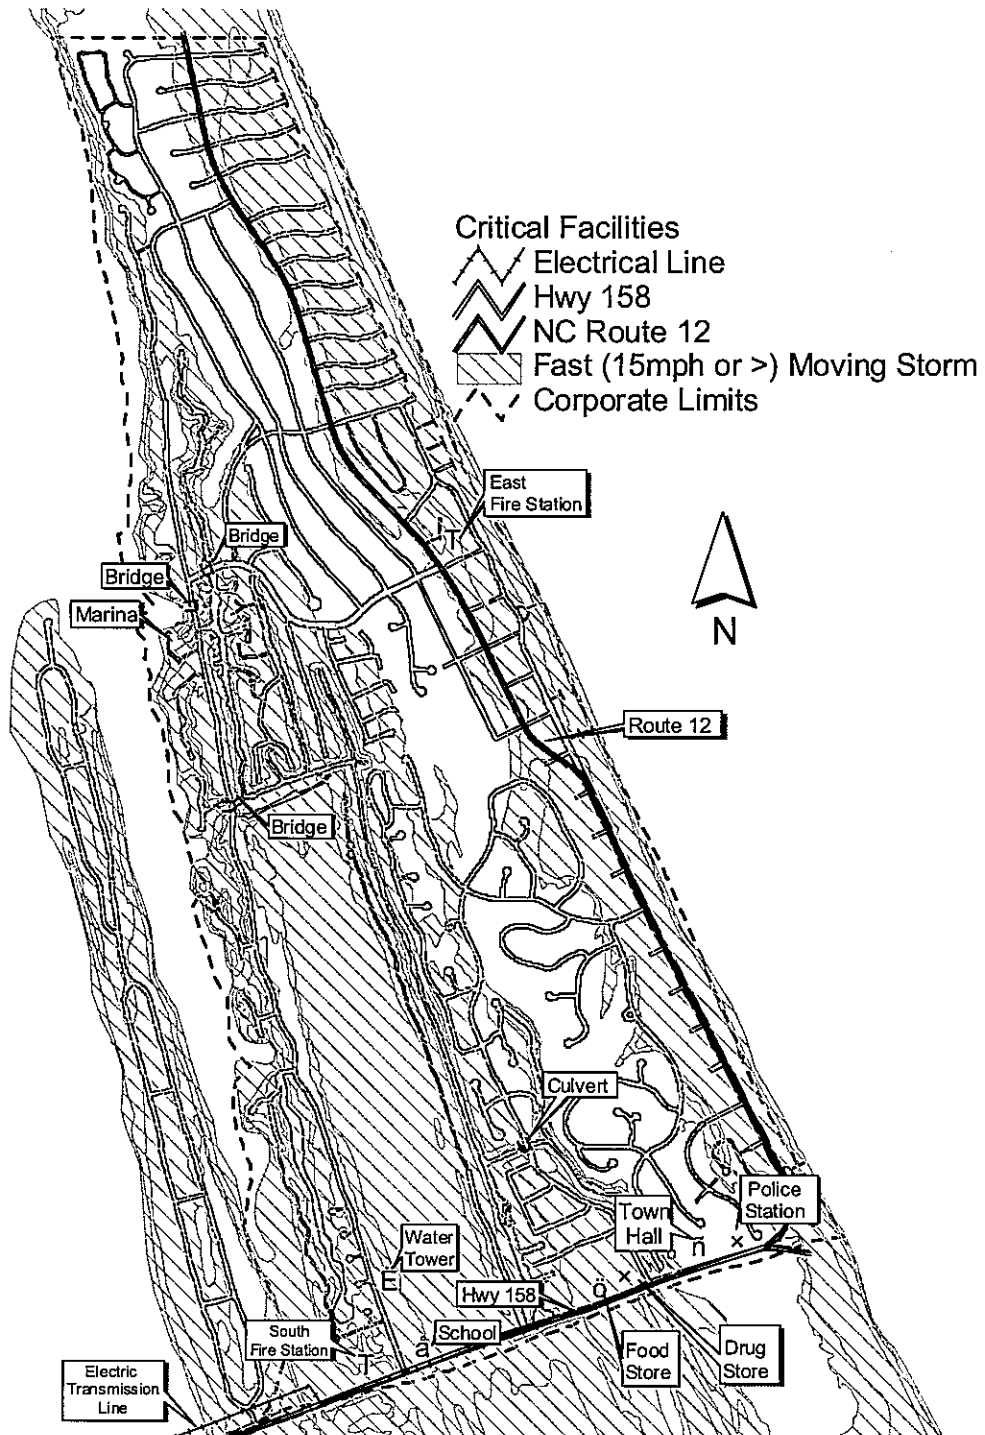 Critical Facilities
Electrical Line
Hwy 158
NC Route 12
Fast (15mph or >) Moving Storm
Corporate Limits
East
Fire Station
T
Bridge
Bridge
Marina
N
Route 12
Bridge
Culvert
Police
Station
Town
Hall
ñ
x
Water
Tower
E
x
ö
Hwy 158
School
å
South
Fire Station
T
Food
Store
Drug
Store
Electric
Transmission
Line